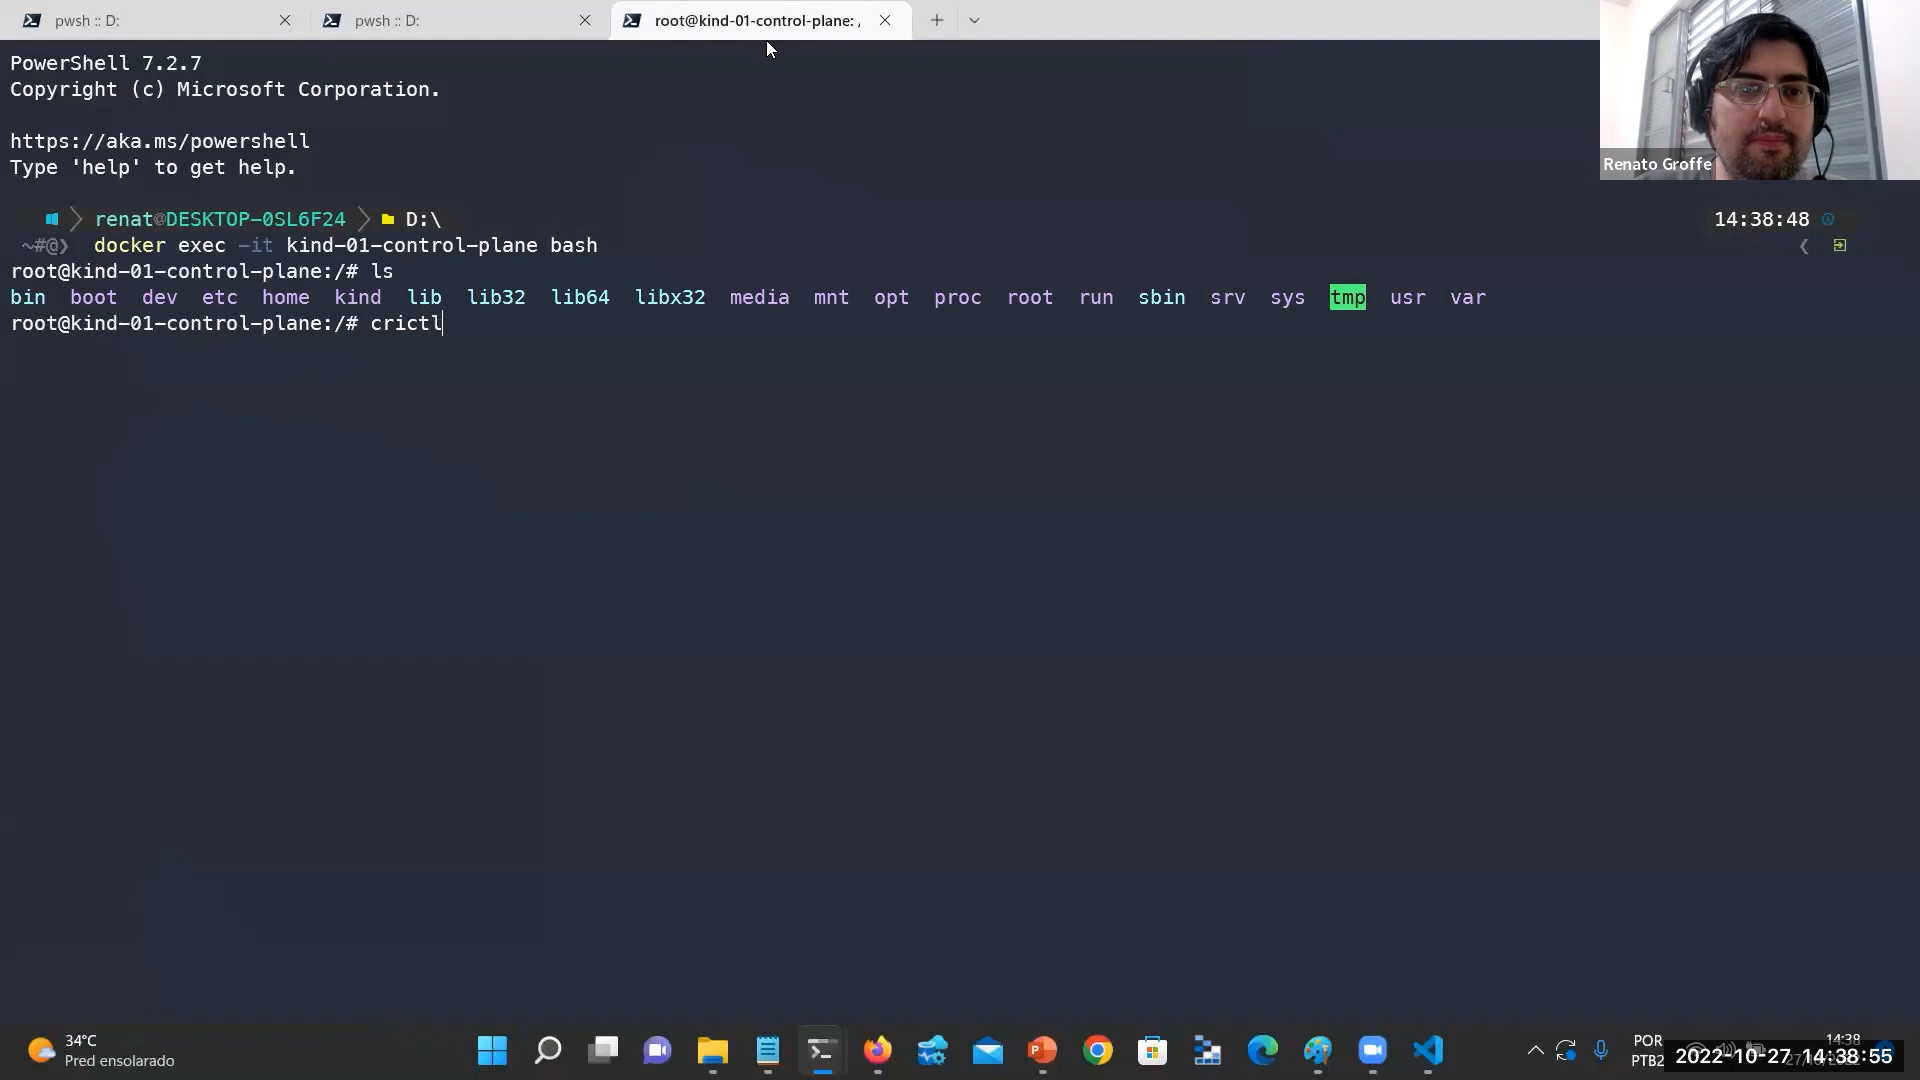 pwsh :: D:
pwsh :: D:
root@kind-01-control-plane: /
PowerShell 7.2.7
Copyright (c) Microsoft Corporation.
https://aka.ms/powershell
Type 'help' to get help.
renat@DESKTOP-0SL6F24 D:\
14:38:48
~#@❯ docker exec -it kind-01-control-plane bash
root@kind-01-control-plane:/# ls
bin boot dev etc home kind lib lib32 lib64 libx32 media mnt opt proc root run sbin srv sys tmp usr var
root@kind-01-control-plane:/# crictl
Renato Groffe
34°C
Pred ensolarado
POR
PTB2
14:38
2022-10-27 14:38:55